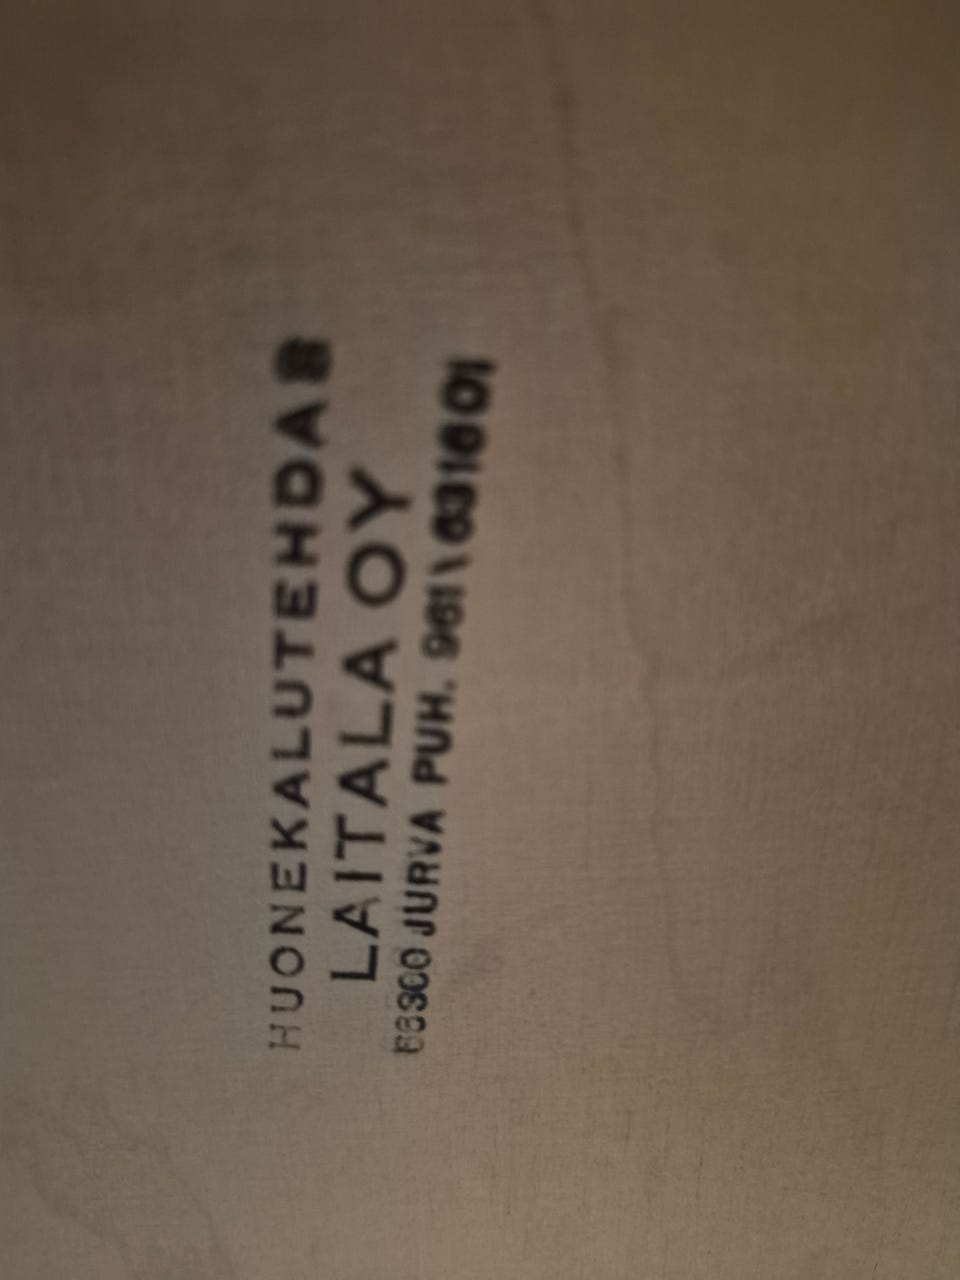 HUONEKALUTEHDAS
LAITALA OY
66300 JURVA PUH. 961\631601